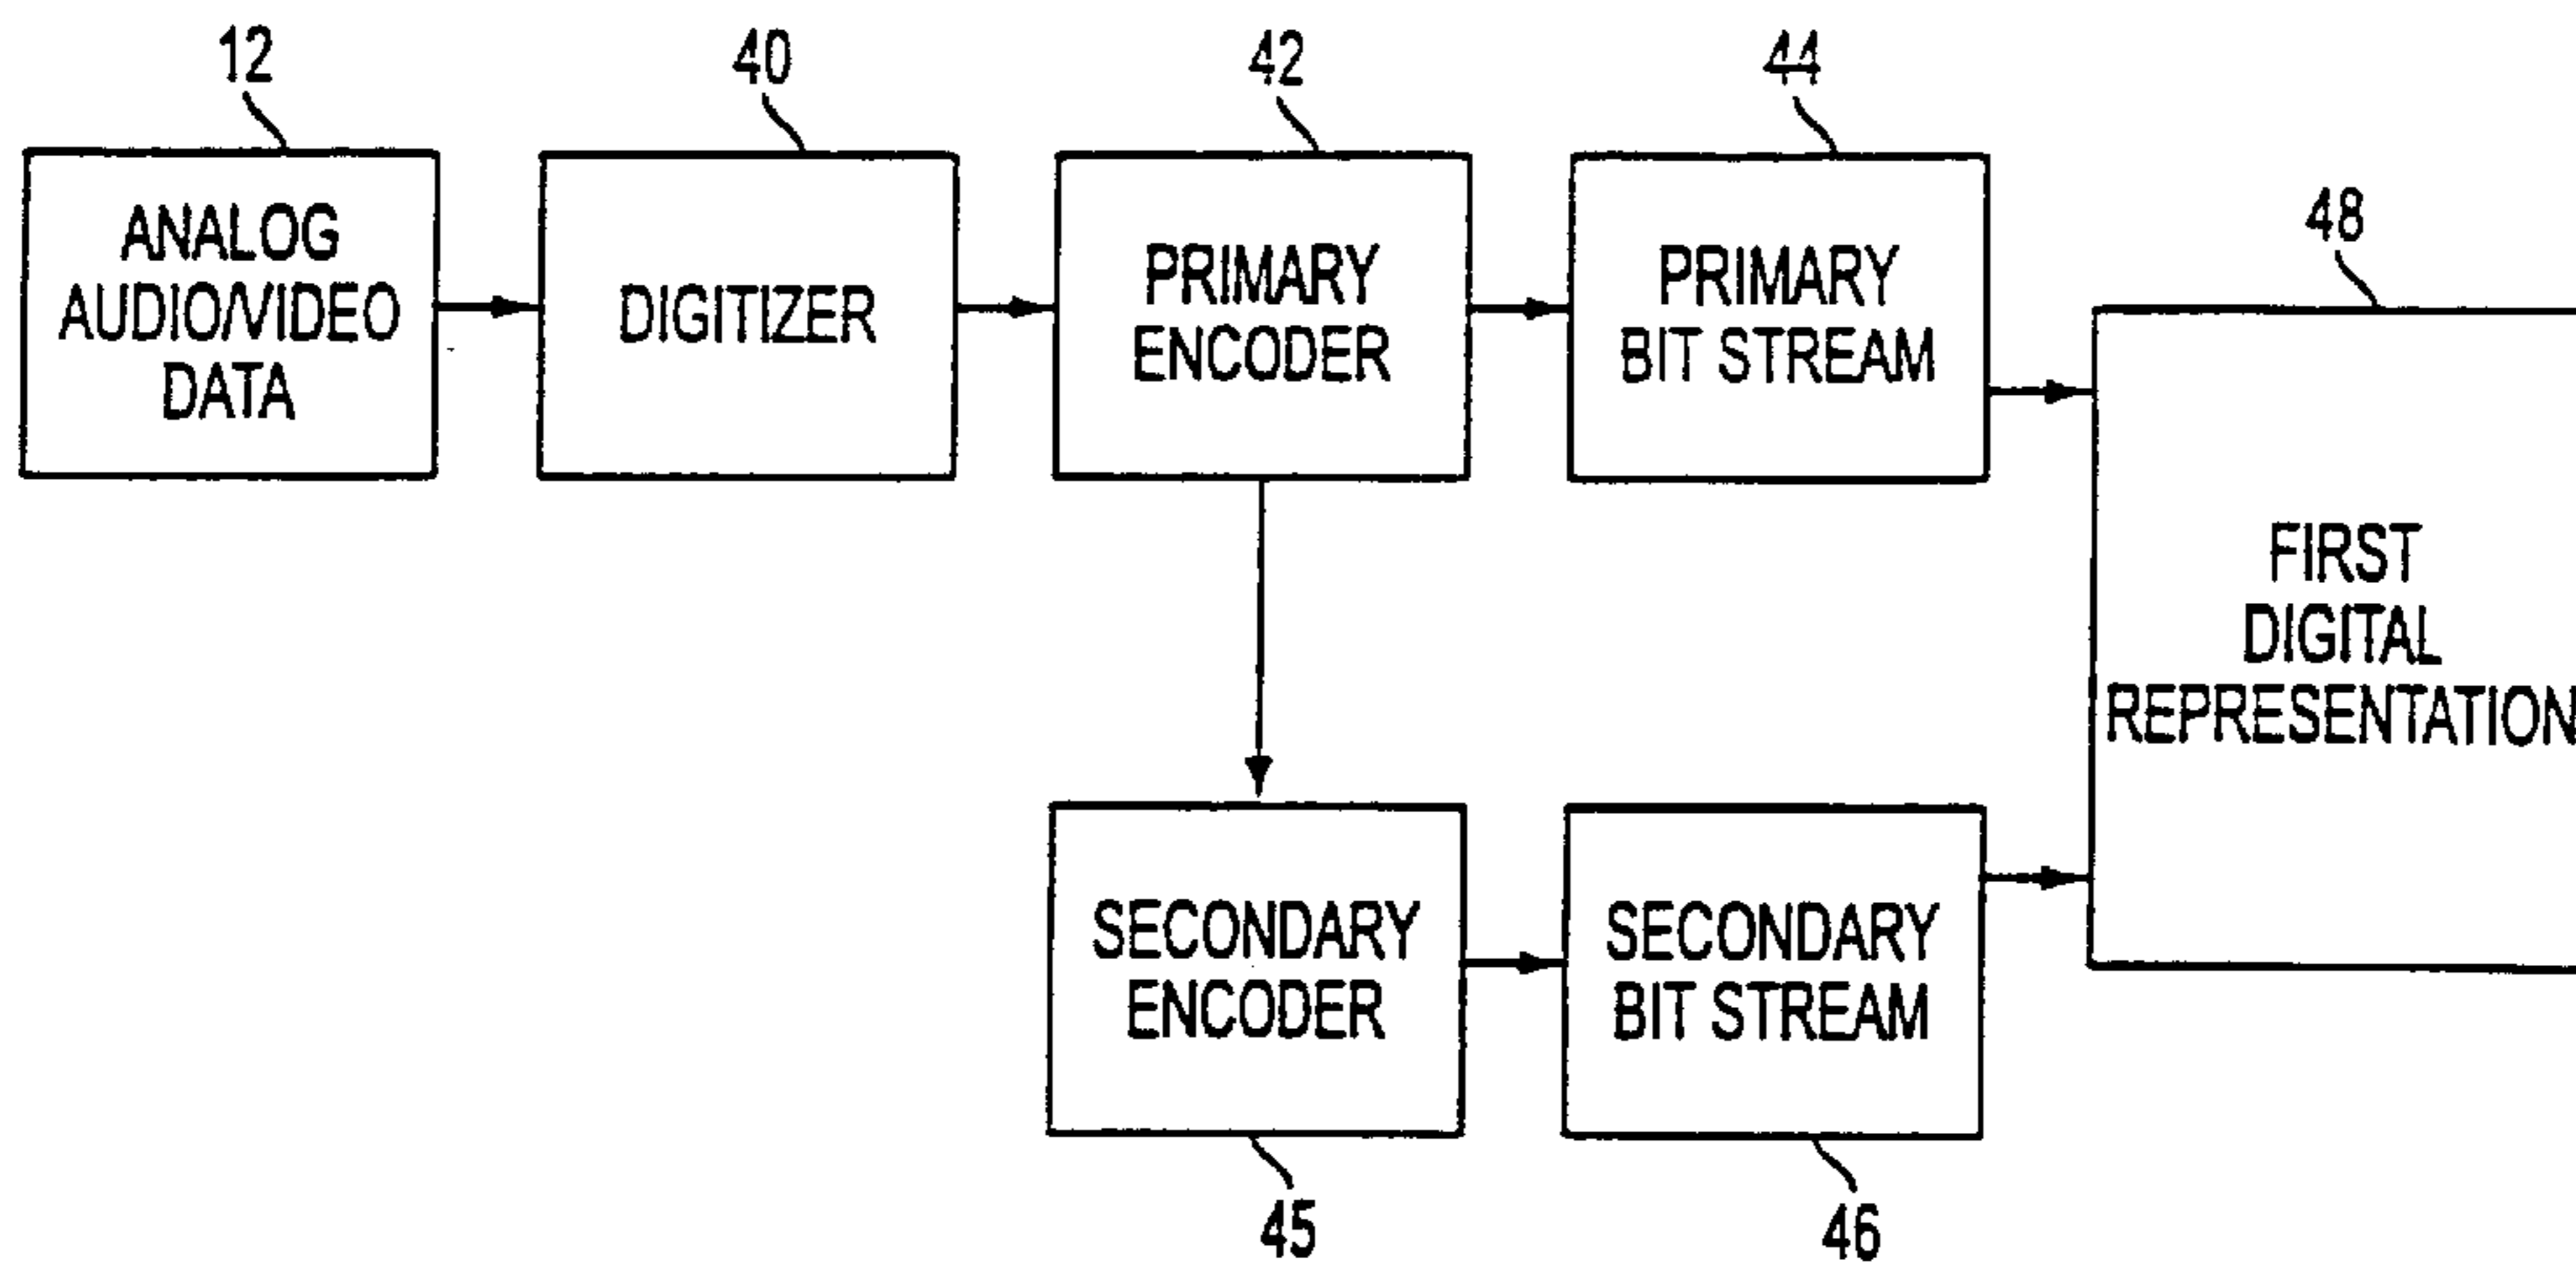 12
40
42
44
48
ANALOG
AUDIO/VIDEO
DATA
DIGITIZER
PRIMARY
ENCODER
PRIMARY
BIT STREAM
FIRST
DIGITAL
REPRESENTATION
SECONDARY
ENCODER
SECONDARY
BIT STREAM
45
46